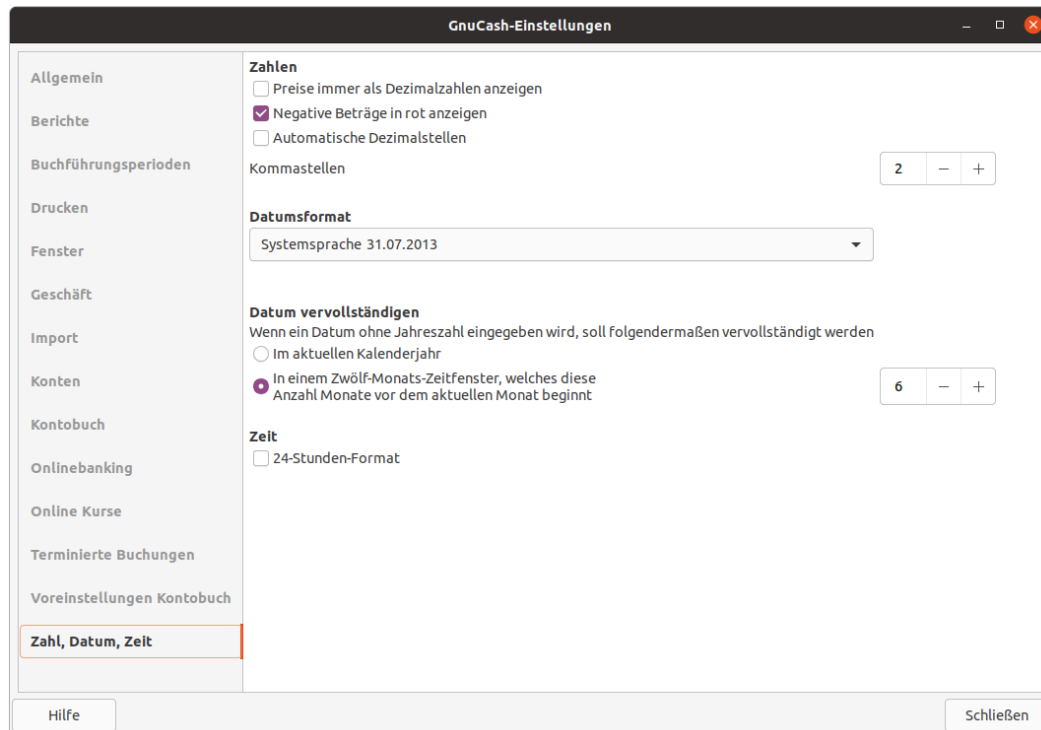 GnuCash-Einstellungen
Allgemein
Berichte
Buchführungsperioden
Drucken
Fenster
Geschäft
Import
Konten
Kontobuch
Onlinebanking
Online Kurse
Terminierte Buchungen
Voreinstellungen Kontobuch
Zahl, Datum, Zeit
Zahlen
Preise immer als Dezimalzahlen anzeigen
Negative Beträge in rot anzeigen
Automatische Dezimalstellen
Kommastellen 2 − +
Datumsformat
Systemsprache 31.07.2013
Datum vervollständigen
Wenn ein Datum ohne Jahreszahl eingegeben wird, soll folgendermaßen vervollständigt werden
Im aktuellen Kalenderjahr
In einem Zwölf-Monats-Zeitfenster, welches diese
Anzahl Monate vor dem aktuellen Monat beginnt 6 − +
Zeit
24-Stunden-Format
Hilfe
Schließen